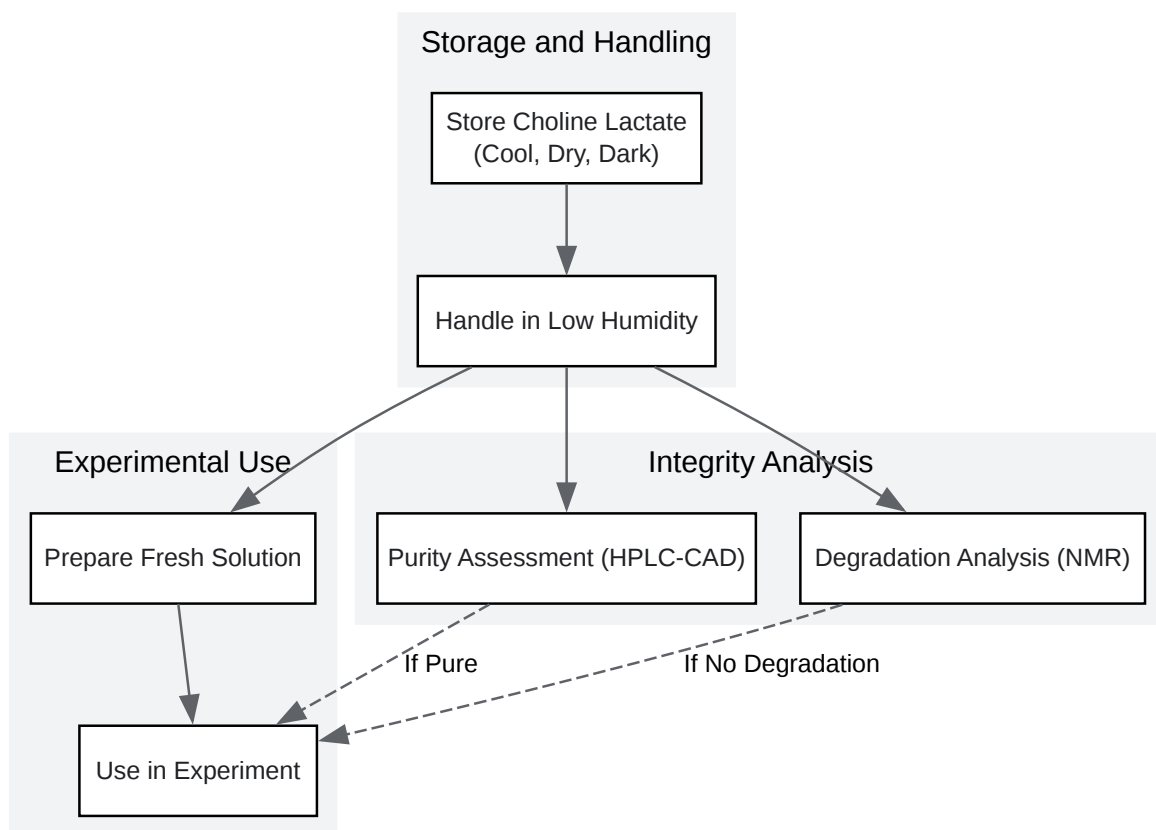 Storage and Handling
Store Choline Lactate
(Cool, Dry, Dark)
Handle in Low Humidity
Experimental Use
Integrity Analysis
Prepare Fresh Solution
Purity Assessment (HPLC-CAD)
Degradation Analysis (NMR)
If Pure
If No Degradation
Use in Experiment